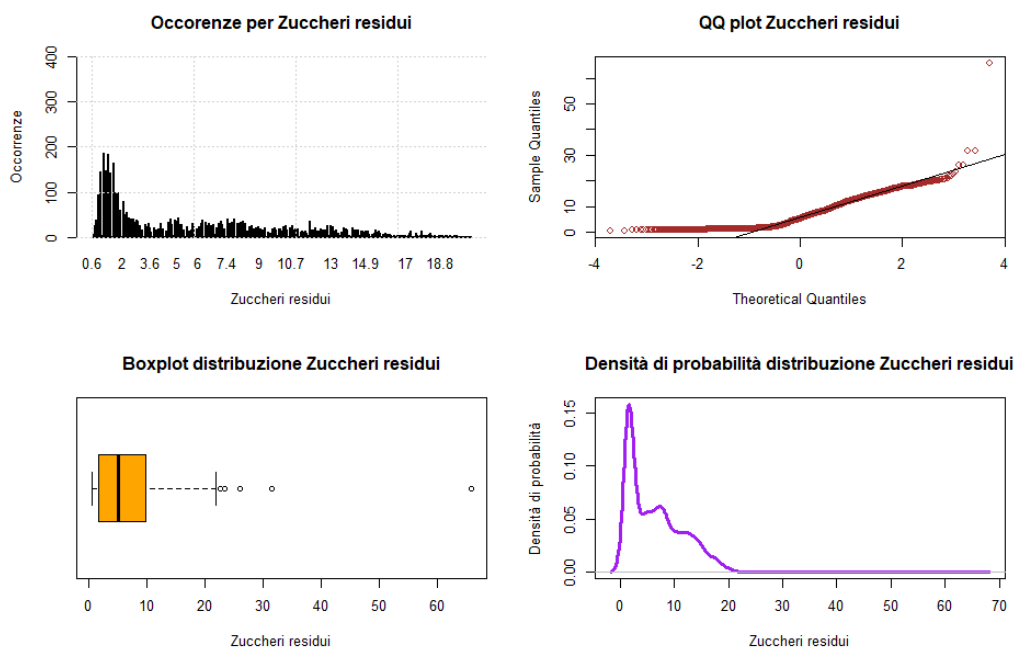 Occorenze per Zuccheri residui
400
300
200
100
0
Occorrenze
0.6 2 3.6 5 6 7.4 9 10.7 13 14.9 17 18.8
Zuccheri residui
QQ plot Zuccheri residui
50
30
10
0
Sample Quantiles
-4 -2 0 2 4
Theoretical Quantiles
Boxplot distribuzione Zuccheri residui
0 10 20 30 40 50 60
Zuccheri residui
Densità di probabilità distribuzione Zuccheri residui
0.15
0.10
0.05
0.00
Densità di probabilità
0 10 20 30 40 50 60 70
Zuccheri residui